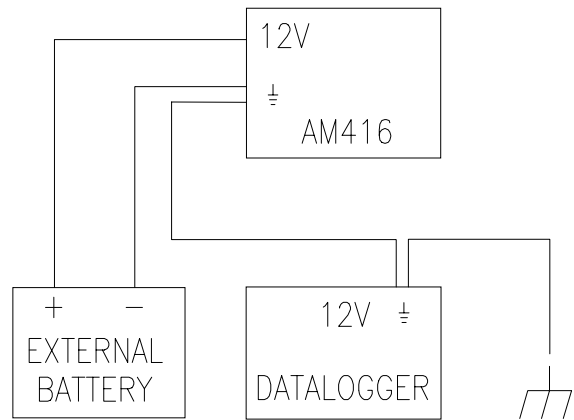 12V
AM416
+ −
EXTERNAL
BATTERY
12V
DATALOGGER